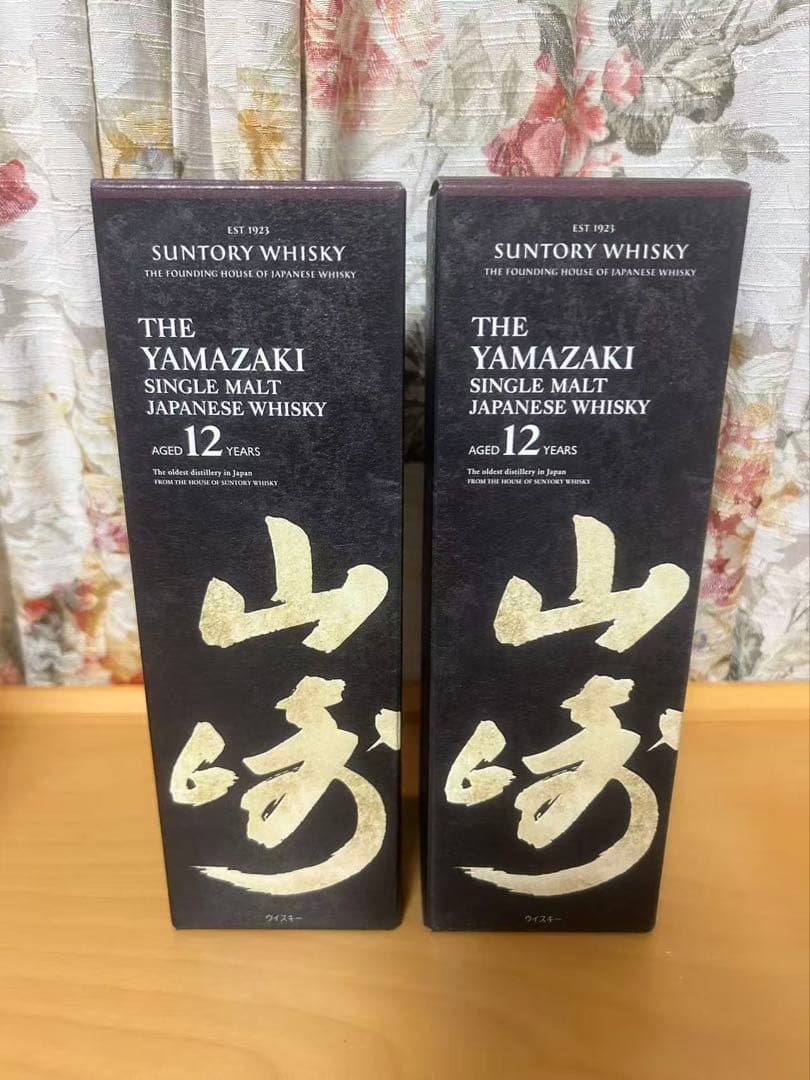 EST 1923
SUNTORY WHISKY
THE FOUNDING HOUSE OF JAPANESE WHISKY
THE
YAMAZAKI
SINGLE MALT
JAPANESE WHISKY
AGED 12 YEARS
The oldest distillery in Japan
FROM THE HOUSE OF SUNTORY WHISKY
山
崎
ウイスキー
EST 1923
SUNTORY WHISKY
THE FOUNDING HOUSE OF JAPANESE WHISKY
THE
YAMAZAKI
SINGLE MALT
JAPANESE WHISKY
AGED 12 YEARS
The oldest distillery in Japan
FROM THE HOUSE OF SUNTORY WHISKY
山
崎
ウイスキー